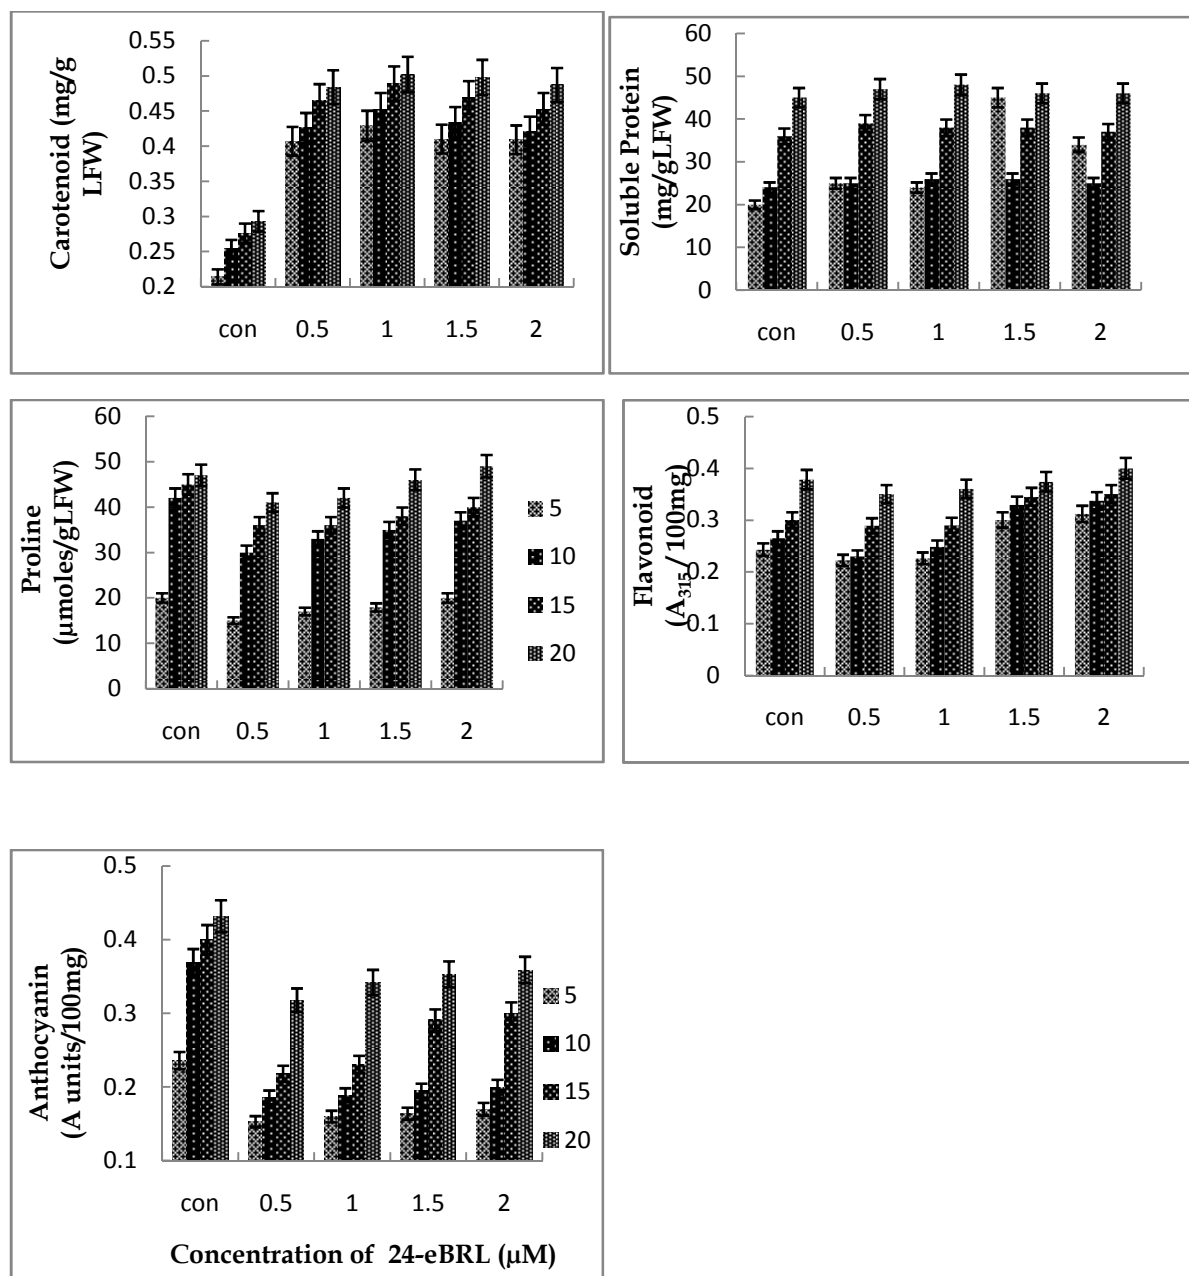 Carotenoid (mg/g
LFW)
0.55
0.5
0.45
0.4
0.35
0.3
0.25
0.2
con 0.5 1 1.5 2
Soluble Protein
(mg/gLFW)
60
50
40
30
20
10
0
con 0.5 1 1.5 2
Proline
(µmoles/gLFW)
60
50
40
30
20
10
0
con 0.5 1 1.5 2
5
10
15
20
Flavonoid
(A₃₁₅ / 100mg)
0.5
0.4
0.3
0.2
0.1
0
con 0.5 1 1.5 2
Anthocyanin
(A units/100mg)
0.5
0.4
0.3
0.2
0.1
con 0.5 1 1.5 2
5
10
15
20
Concentration of 24-eBRL (µM)